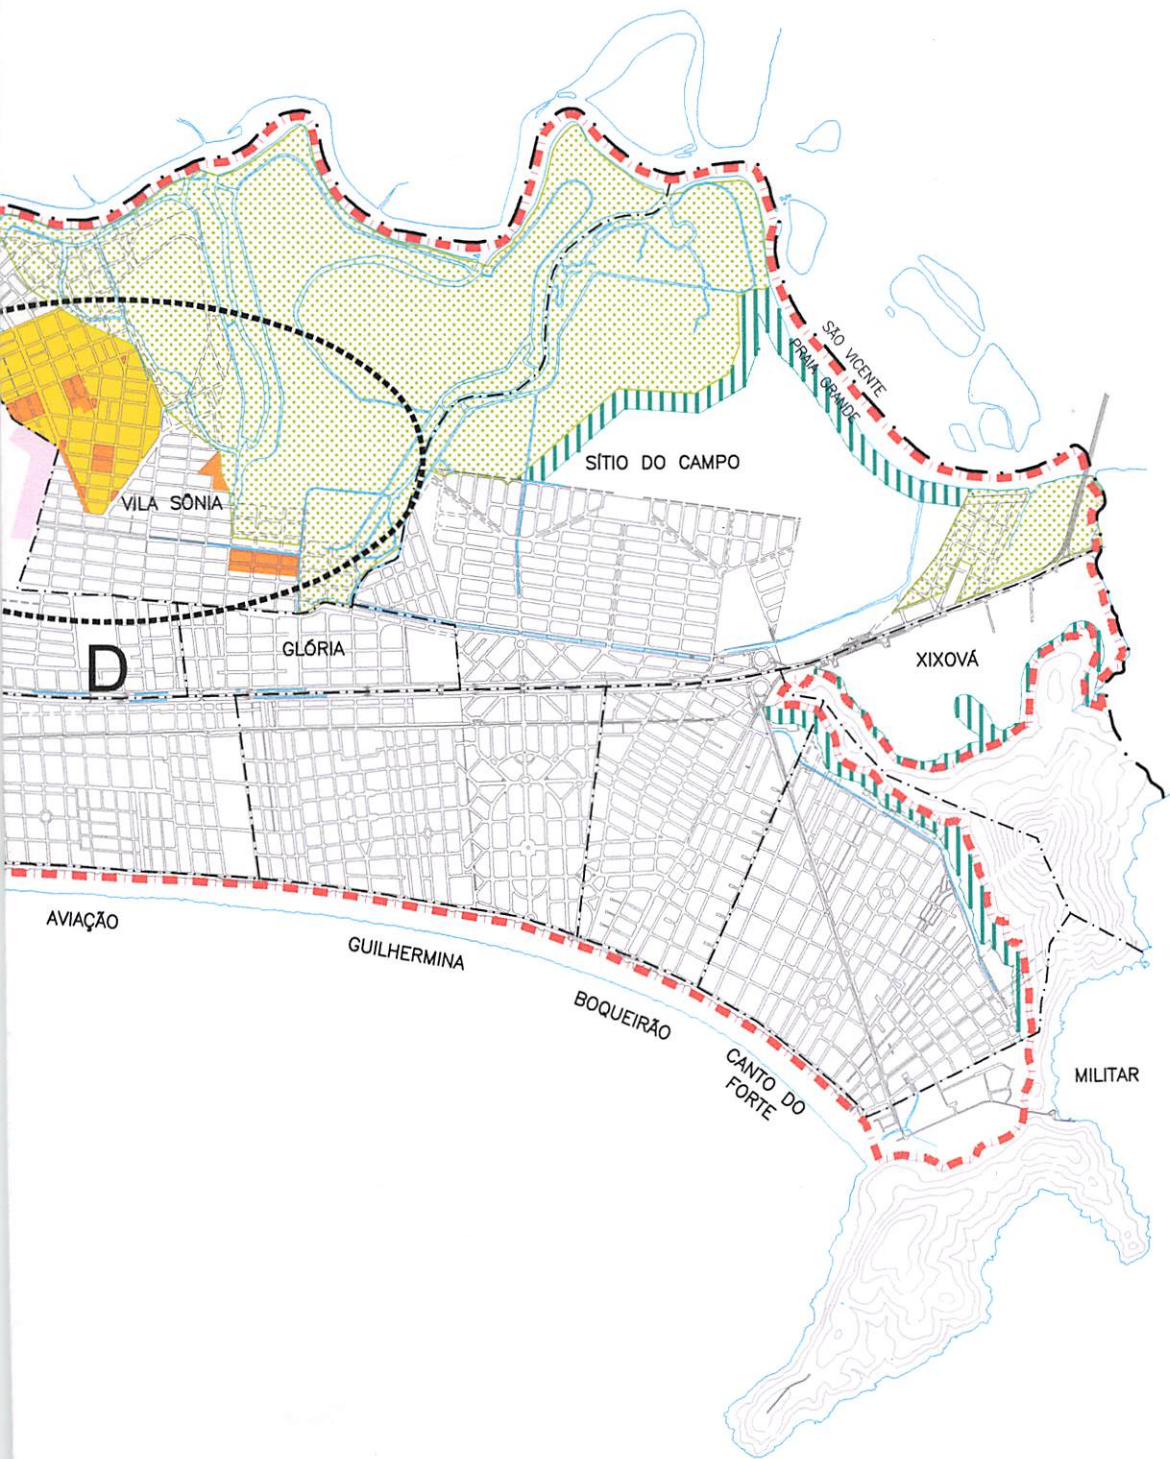 SÃO VICENTE
PRAIA GRANDE
SÍTIO DO CAMPO
VILA SÔNIA
GLÓRIA
XIXOVÁ
D
AVIAÇÃO
GUILHERMINA
BOQUEIRÃO
CANTO DO
FORTE
MILITAR